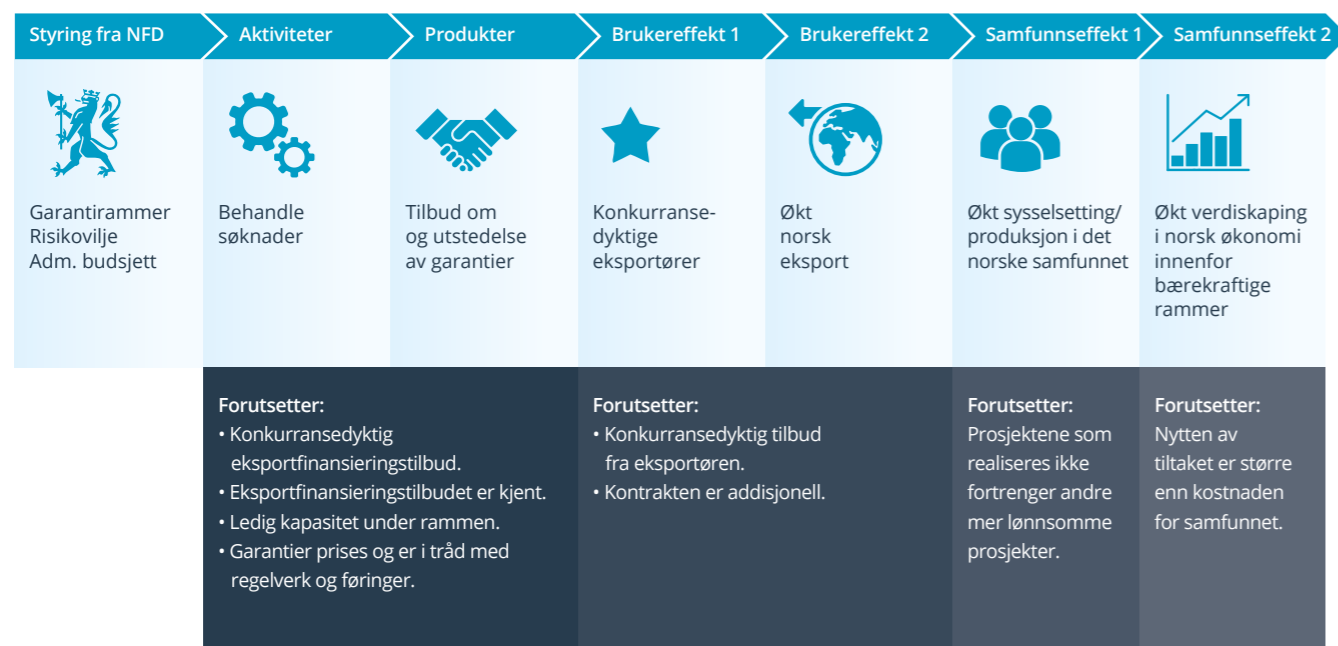 Styring fra NFD
Aktiviteter
Produkter
Brukereffekt 1
Brukereffekt 2
Samfunnseffekt 1
Samfunnseffekt 2
Garantirammer
Risikovilje
Adm. budsjett
Behandle
søknader
Tilbud om
og utstedelse
av garantier
Konkurranse-
dyktige
eksportører
Økt
norsk
eksport
Økt sysselsetting/
produksjon i det
norske samfunnet
Økt verdiskaping
i norsk økonomi
innenfor
bærekraftige
rammer
Forutsetter:
• Konkurransedyktig
eksportfinansieringstilbud.
• Eksportfinansieringstilbudet er kjent.
• Ledig kapasitet under rammen.
• Garantier prises og er i tråd med
regelverk og føringer.
Forutsetter:
• Konkurransedyktig tilbud
fra eksportøren.
• Kontrakten er addisjonell.
Forutsetter:
Prosjektene som
realiseres ikke
fortrenger andre
mer lønnsomme
prosjekter.
Forutsetter:
Nytten av
tiltaket er større
enn kostnaden
for samfunnet.